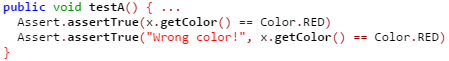 public void testA() { ...
  Assert.assertTrue(x.getColor() == Color.RED)
  Assert.assertTrue("Wrong color!", x.getColor() == Color.RED)
}